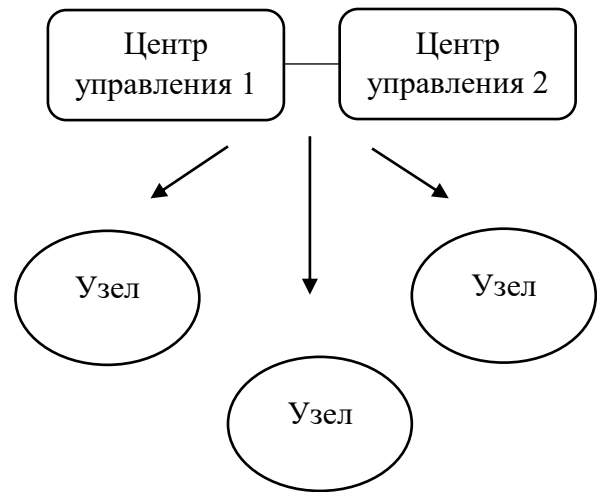 Центр
управления 1
Центр
управления 2
Узел
Узел
Узел